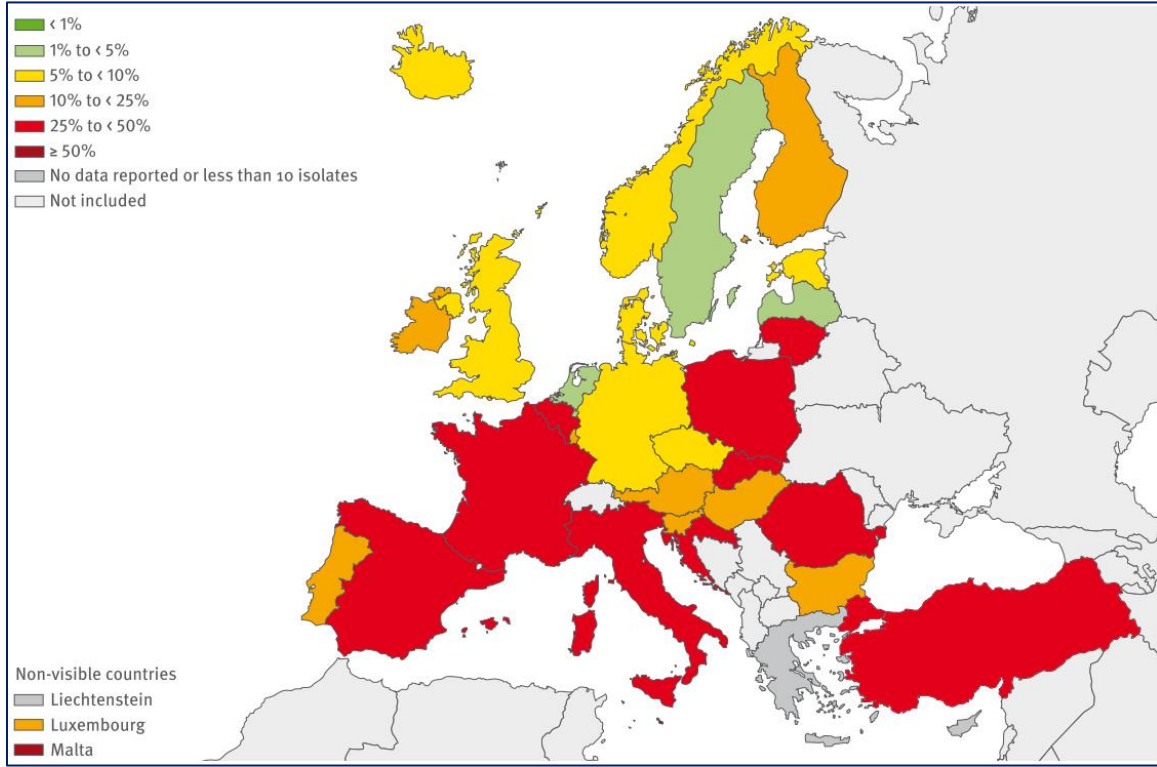 < 1%
1% to < 5%
5% to < 10%
10% to < 25%
25% to < 50%
≥ 50%
No data reported or less than 10 isolates
Not included
Non-visible countries
Liechtenstein
Luxembourg
Malta